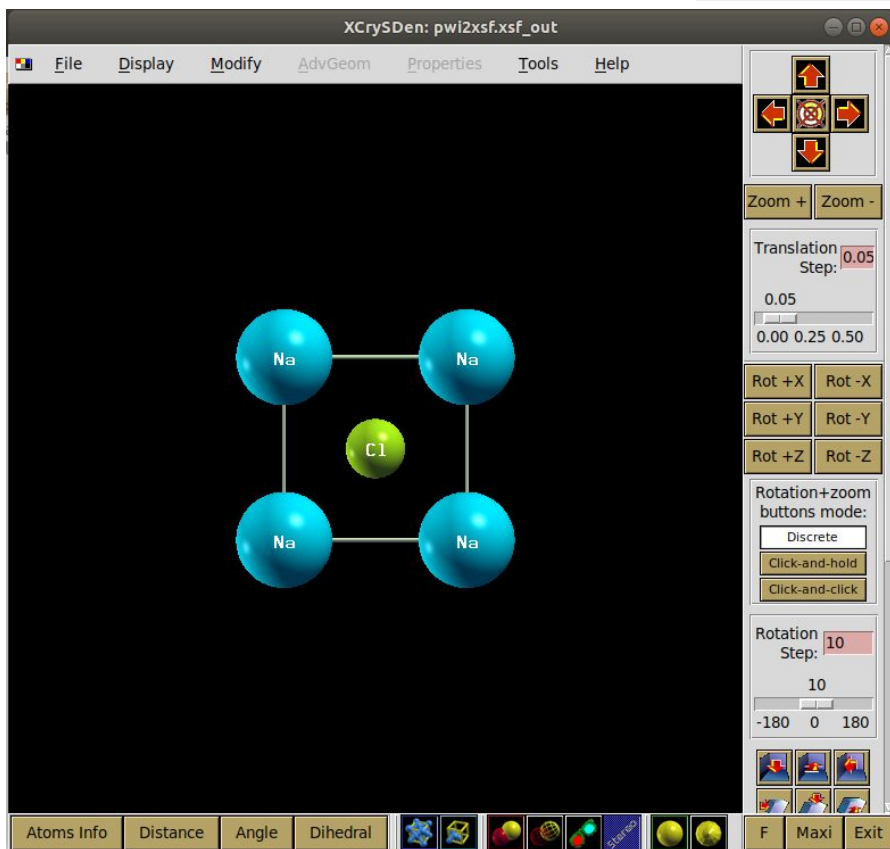 XCrySDen: pwi2xsf.xsf_out
File Display Modify AdvGeom Properties Tools Help
Na Na
Cl
Na Na
Zoom + Zoom -
Translation
Step: 0.05
0.05
0.00 0.25 0.50
Rot +X Rot -X
Rot +Y Rot -Y
Rot +Z Rot -Z
Rotation+zoom
buttons mode:
Discrete
Click-and-hold
Click-and-click
Rotation
Step: 10
10
-180 0 180
Atoms Info Distance Angle Dihedral Stereo F Maxi Exit